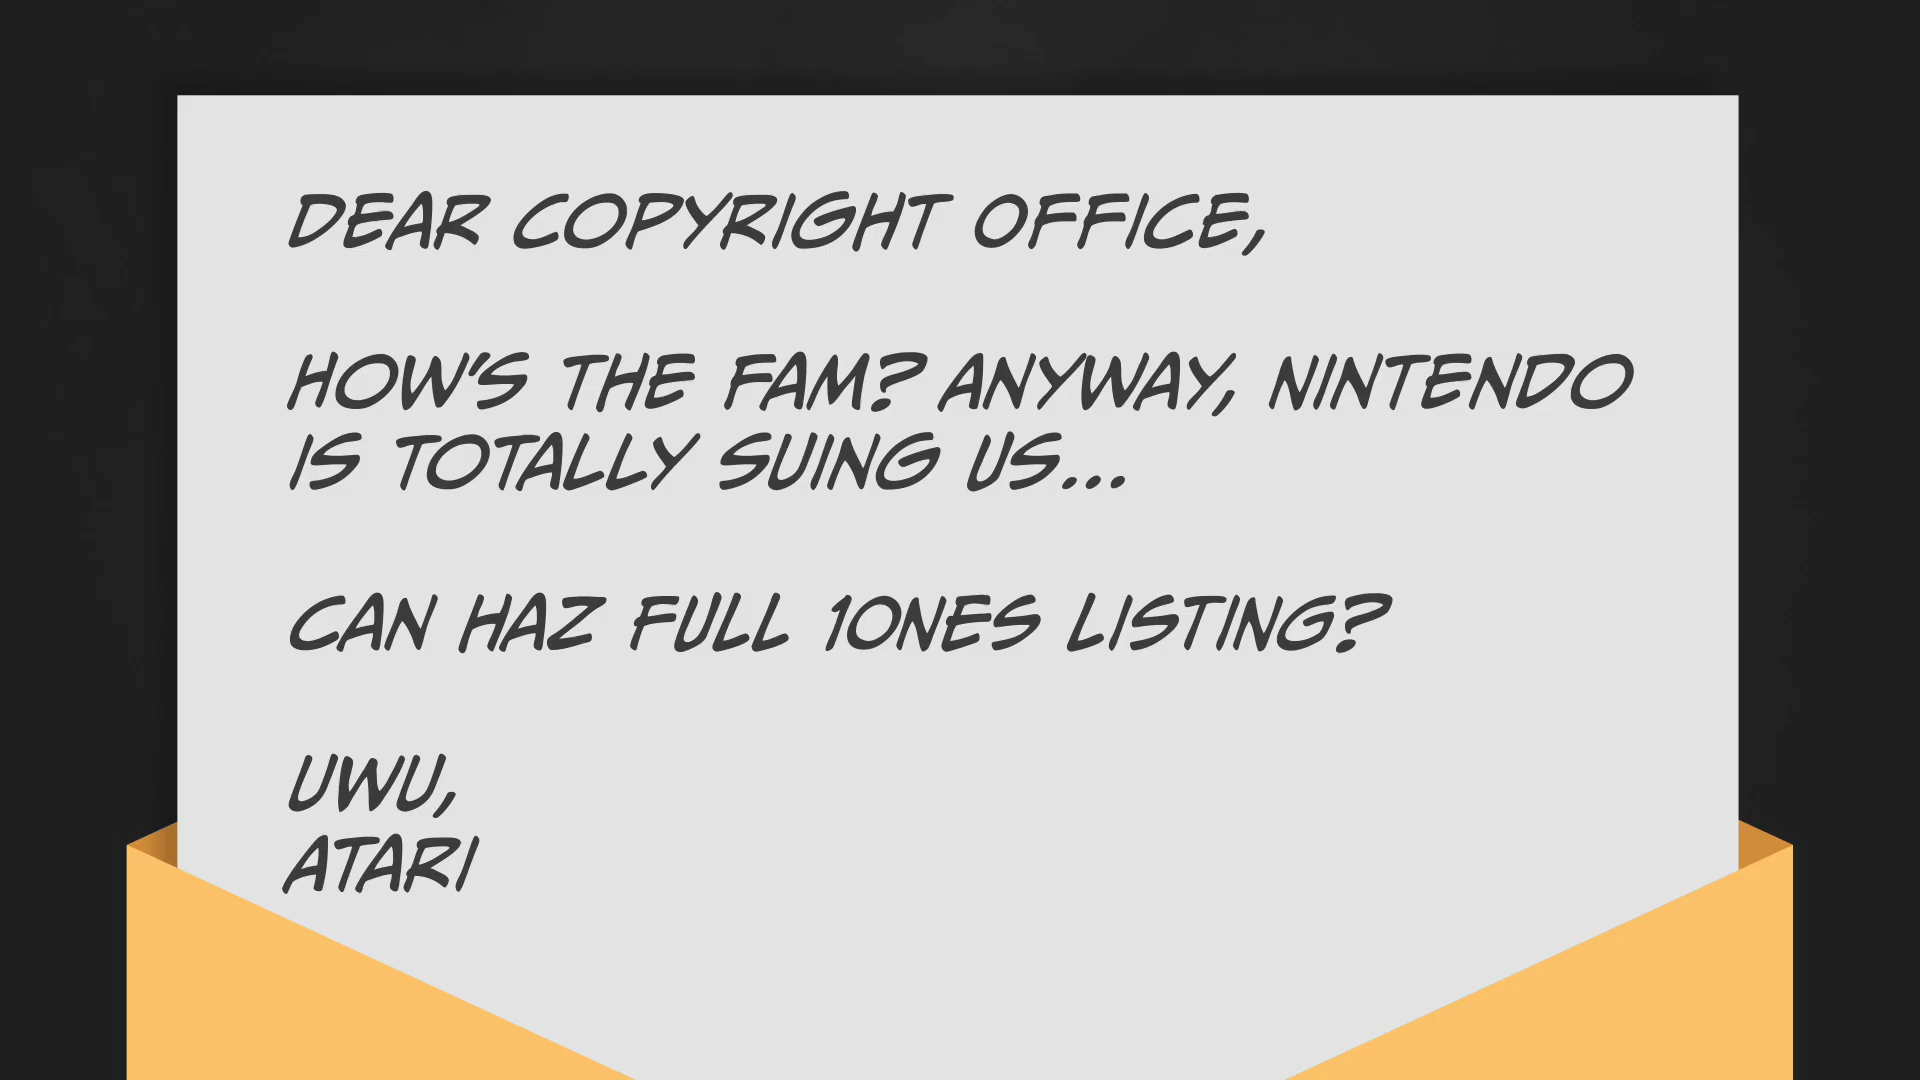 DEAR COPYRIGHT OFFICE,
HOW'S THE FAM? ANYWAY, NINTENDO
IS TOTALLY SUING US...
CAN HAZ FULL 10NES LISTING?
UWU,
ATARI